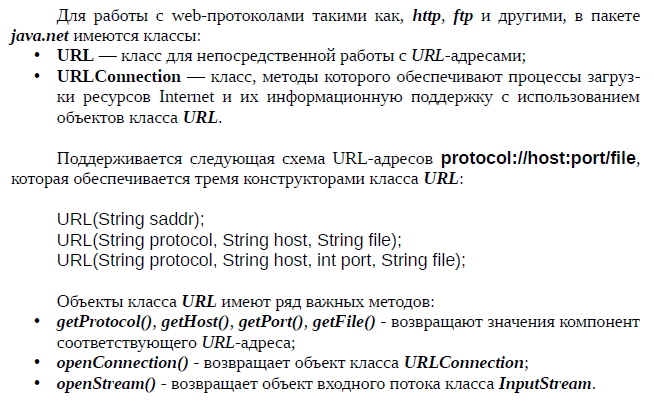 Для работы с web-протоколами такими как, http, ftp и другими, в пакете
java.net имеются классы:
• URL — класс для непосредственной работы с URL-адресами;
• URLConnection — класс, методы которого обеспечивают процессы загруз-
ки ресурсов Internet и их информационную поддержку с использованием
объектов класса URL.
Поддерживается следующая схема URL-адресов protocol://host:port/file,
которая обеспечивается тремя конструкторами класса URL:
URL(String saddr);
URL(String protocol, String host, String file);
URL(String protocol, String host, int port, String file);
Объекты класса URL имеют ряд важных методов:
• getProtocol(), getHost(), getPort(), getFile() - возвращают значения компонент
соответствующего URL-адреса;
• openConnection() - возвращает объект класса URLConnection;
• openStream() - возвращает объект входного потока класса InputStream.